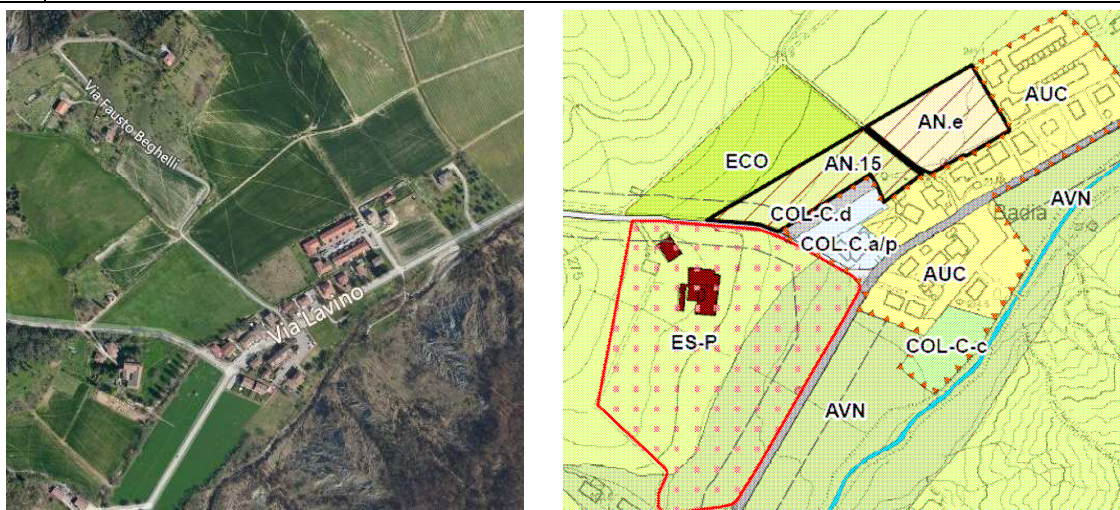 Via Fausto Beghelli
Via Lavino
AUC
AN.e
ECO
AN.15
AVN
COL-C.d
Badia
COL.C.a/p
AUC
ES-P
COL-C-c
AVN